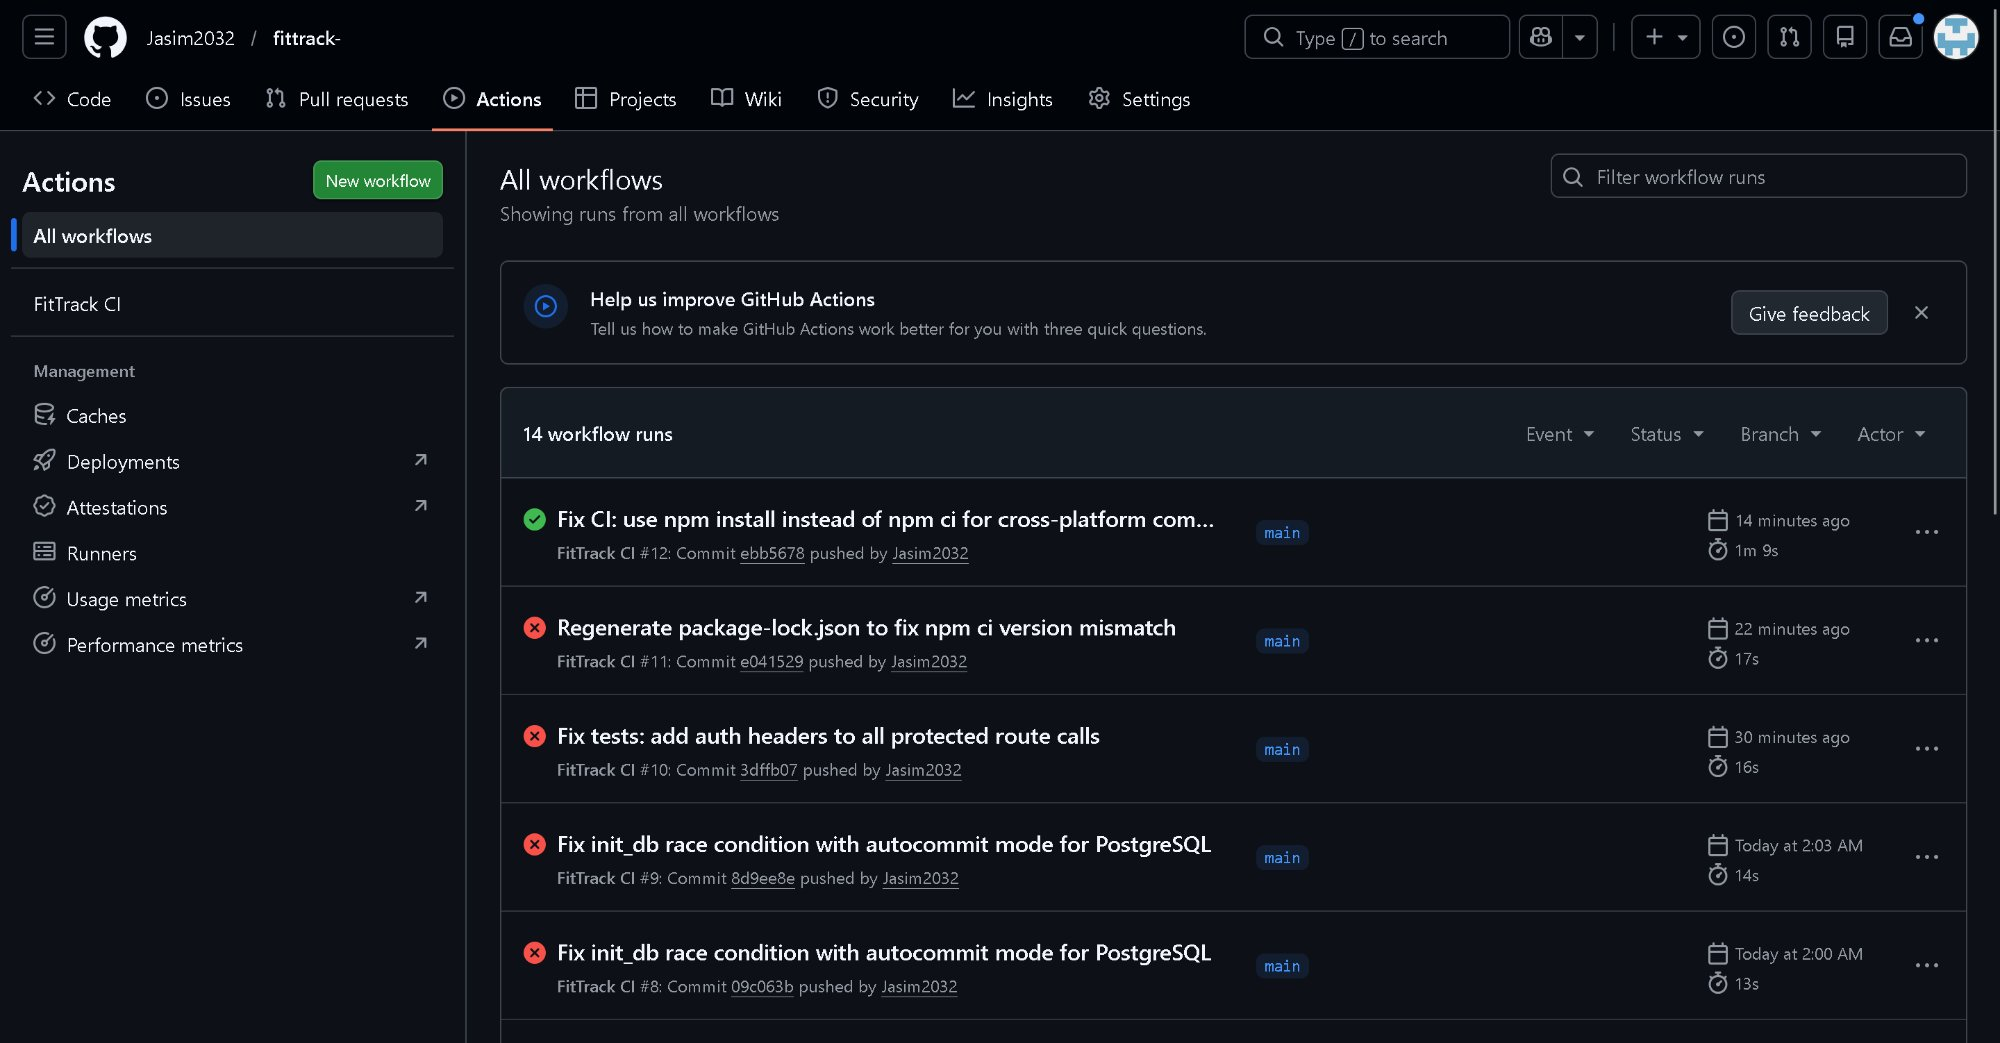 Jasim2032 / fittrack-
Type / to search
Code
Issues
Pull requests
Actions
Projects
Wiki
Security
Insights
Settings
Actions
New workflow
All workflows
FitTrack CI
Management
Caches
Deployments
Attestations
Runners
Usage metrics
Performance metrics
All workflows
Showing runs from all workflows
Filter workflow runs
Help us improve GitHub Actions
Tell us how to make GitHub Actions work better for you with three quick questions.
Give feedback
14 workflow runs
Event
Status
Branch
Actor
Fix CI: use npm install instead of npm ci for cross-platform com...
FitTrack CI #12: Commit ebb5678 pushed by Jasim2032
main
14 minutes ago
1m 9s
Regenerate package-lock.json to fix npm ci version mismatch
FitTrack CI #11: Commit e041529 pushed by Jasim2032
main
22 minutes ago
17s
Fix tests: add auth headers to all protected route calls
FitTrack CI #10: Commit 3dffb07 pushed by Jasim2032
main
30 minutes ago
16s
Fix init_db race condition with autocommit mode for PostgreSQL
FitTrack CI #9: Commit 8d9ee8e pushed by Jasim2032
main
Today at 2:03 AM
14s
Fix init_db race condition with autocommit mode for PostgreSQL
FitTrack CI #8: Commit 09c063b pushed by Jasim2032
main
Today at 2:00 AM
13s